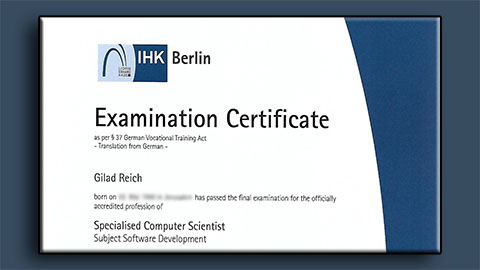 IHK Berlin
Examination Certificate
as per § 37 German Vocational Training Act
- Translation from German -
Gilad Reich
born on has passed the final examination for the officially
accredited profession of
Specialised Computer Scientist
Subject Software Development